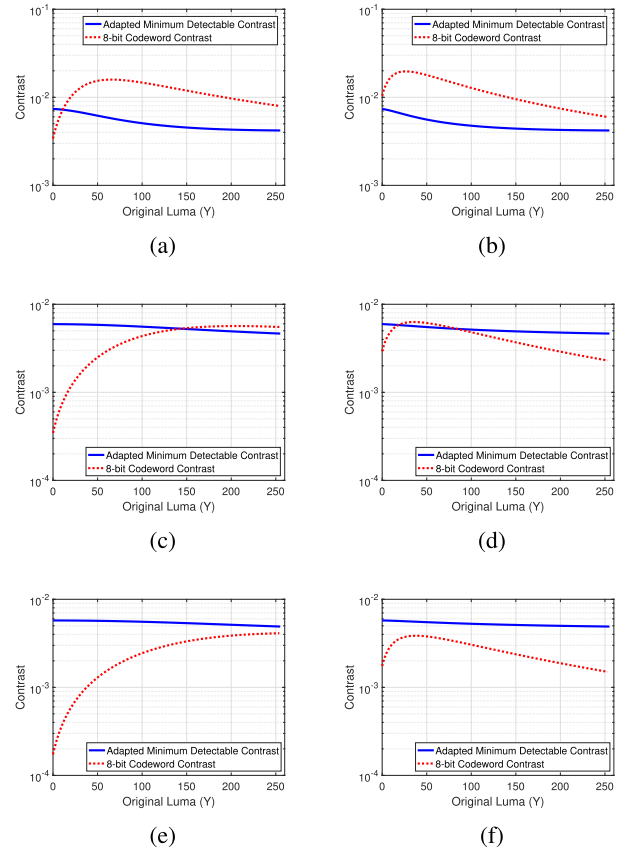 10-1
Adapted Minimum Detectable Contrast
8-bit Codeword Contrast
10-2
10-3
Contrast
0 50 100 150 200 250
Original Luma (Y)
(a)
10-1
Adapted Minimum Detectable Contrast
8-bit Codeword Contrast
10-2
10-3
Contrast
0 50 100 150 200 250
Original Luma (Y)
(b)
10-2
10-3
Contrast
Adapted Minimum Detectable Contrast
8-bit Codeword Contrast
10-4
0 50 100 150 200 250
Original Luma (Y)
(c)
10-2
10-3
Contrast
Adapted Minimum Detectable Contrast
8-bit Codeword Contrast
10-4
0 50 100 150 200 250
Original Luma (Y)
(d)
10-2
10-3
Contrast
Adapted Minimum Detectable Contrast
8-bit Codeword Contrast
10-4
0 50 100 150 200 250
Original Luma (Y)
(e)
10-2
10-3
Contrast
Adapted Minimum Detectable Contrast
8-bit Codeword Contrast
10-4
0 50 100 150 200 250
Original Luma (Y)
(f)